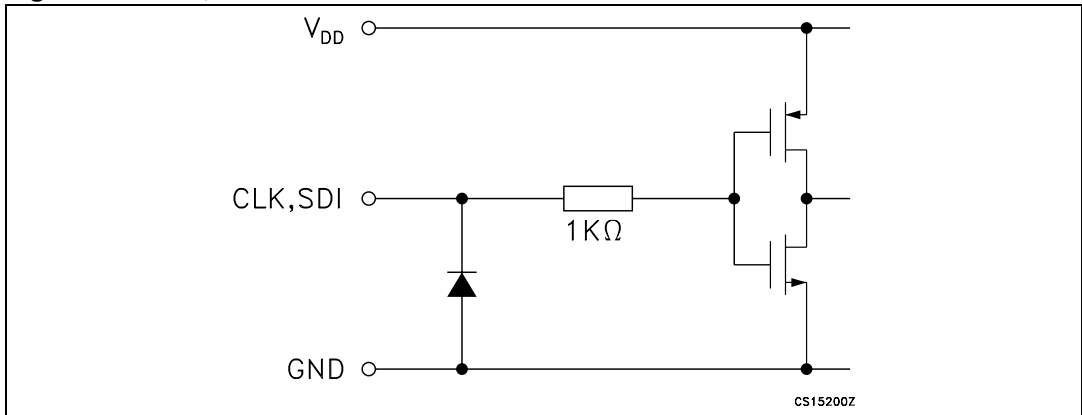 V_DD
CLK,SDI
1KΩ
GND
CS15200Z